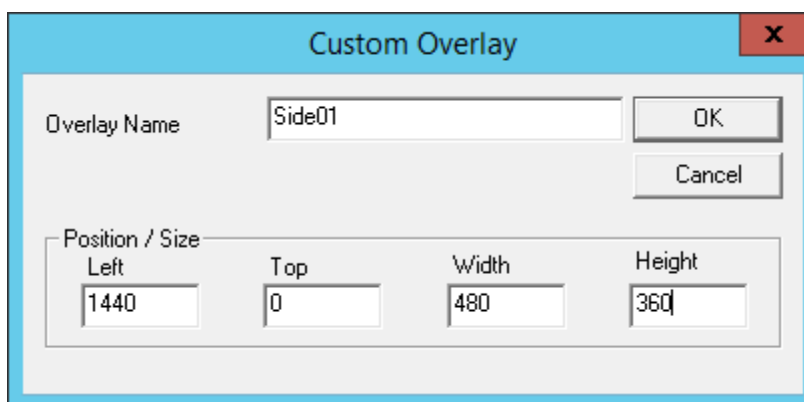 Custom Overlay
x
Overlay Name
Side01
OK
Cancel
Position / Size
Left
Top
Width
Height
1440
0
480
360